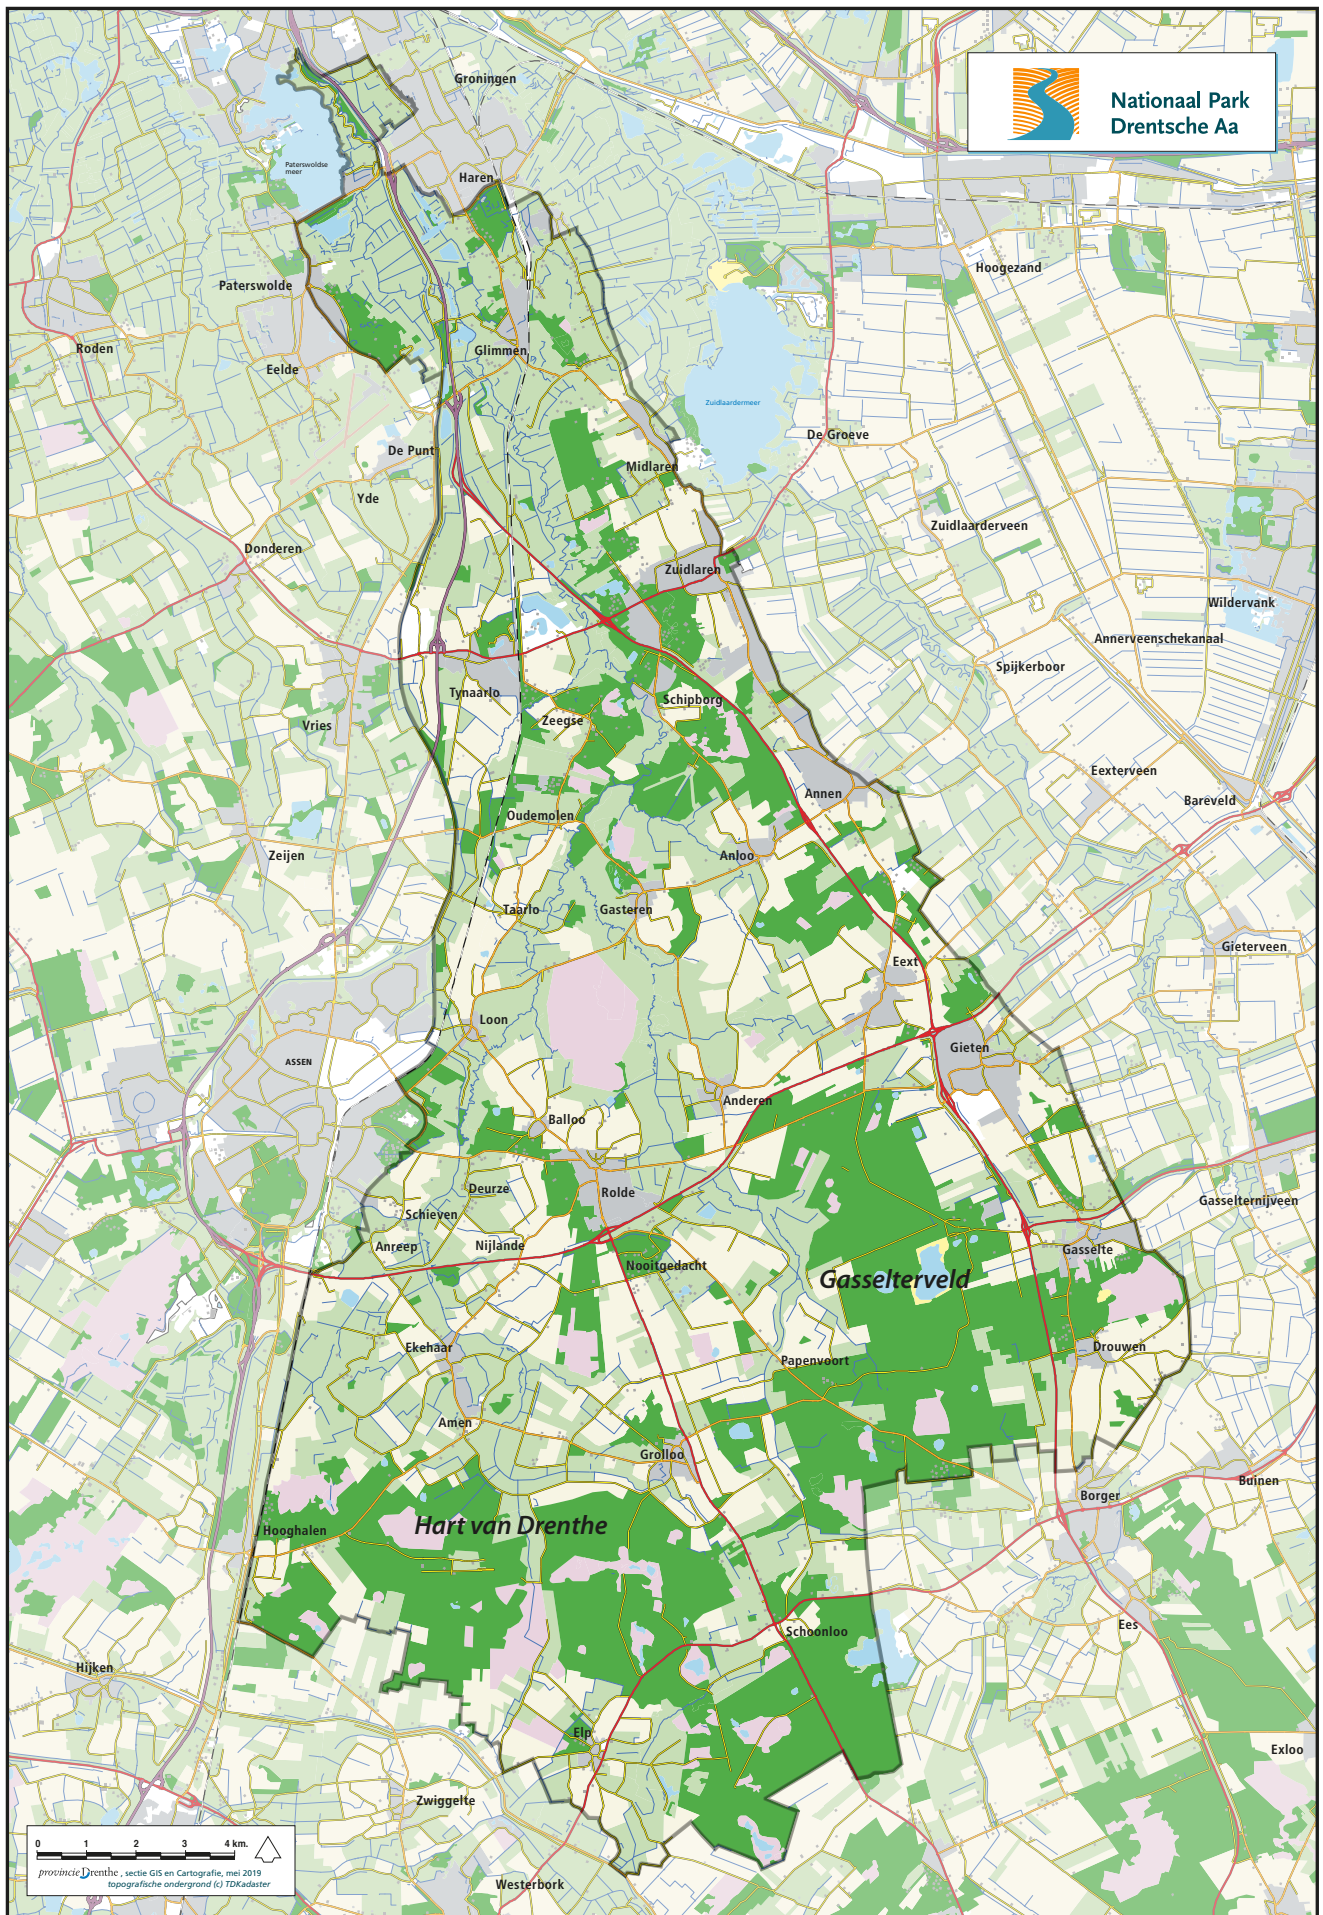 Groningen
Nationaal Park
Drentsche Aa
Paterswoldse
meer
Haren
Hoogezand
Paterswolde
Roden
Glimmen
Eelde
Zuidlaardermeer
De Groeve
De Punt
Midlaren
Yde
Zuidlaarderveen
Donderen
Zuidlaren
Wildervank
Annerveenschekanaal
Spijkerboor
Tynaarlo
Schipborg
Zeegse
Vries
Eexterveen
Annen
Bareveld
Oudemolen
Zeijen
Anloo
Taarlo
Gasteren
Gieterveen
Eext
Loon
Gieten
ASSEN
Anderen
Balloo
Deurze
Rolde
Gasselternijveen
Schieven
Anreep
Nijlande
Gasselte
Nooitgedacht
Gasselterveld
Ekehaar
Drouwen
Papenvoort
Amen
Grolloo
Buinen
Borger
Hart van Drenthe
Hooghalen
Ees
Schoonloo
Hijken
Elp
Exloo
Zwiggelte
0 1 2 3 4 km.
provincie Drenthe , sectie GIS en Cartografie, mei 2019
topografische ondergrond (c) TDKadaster
Westerbork